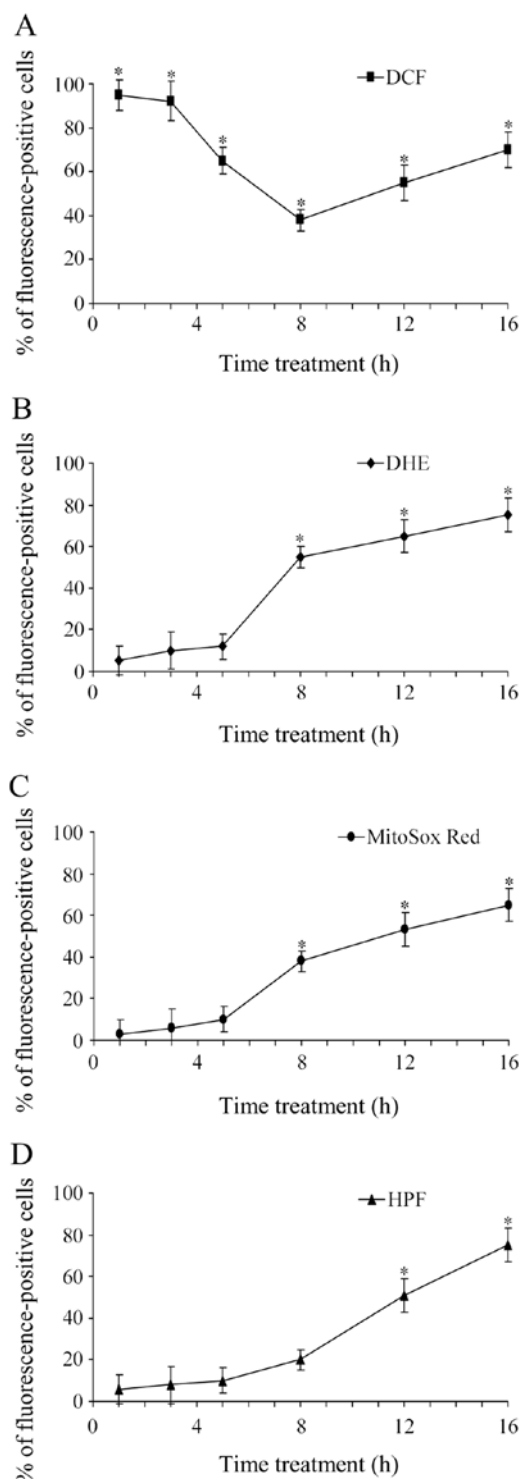 A
% of fluorescence-positive cells
DCF
100
80
60
40
20
0
* * * * * *
0 4 8 12 16
Time treatment (h)
B
% of fluorescence-positive cells
DHE
100
80
60
40
20
0
* * *
0 4 8 12 16
Time treatment (h)
C
% of fluorescence-positive cells
MitoSox Red
100
80
60
40
20
0
* * *
0 4 8 12 16
Time treatment (h)
D
% of fluorescence-positive cells
HPF
100
80
60
40
20
0
* *
0 4 8 12 16
Time treatment (h)